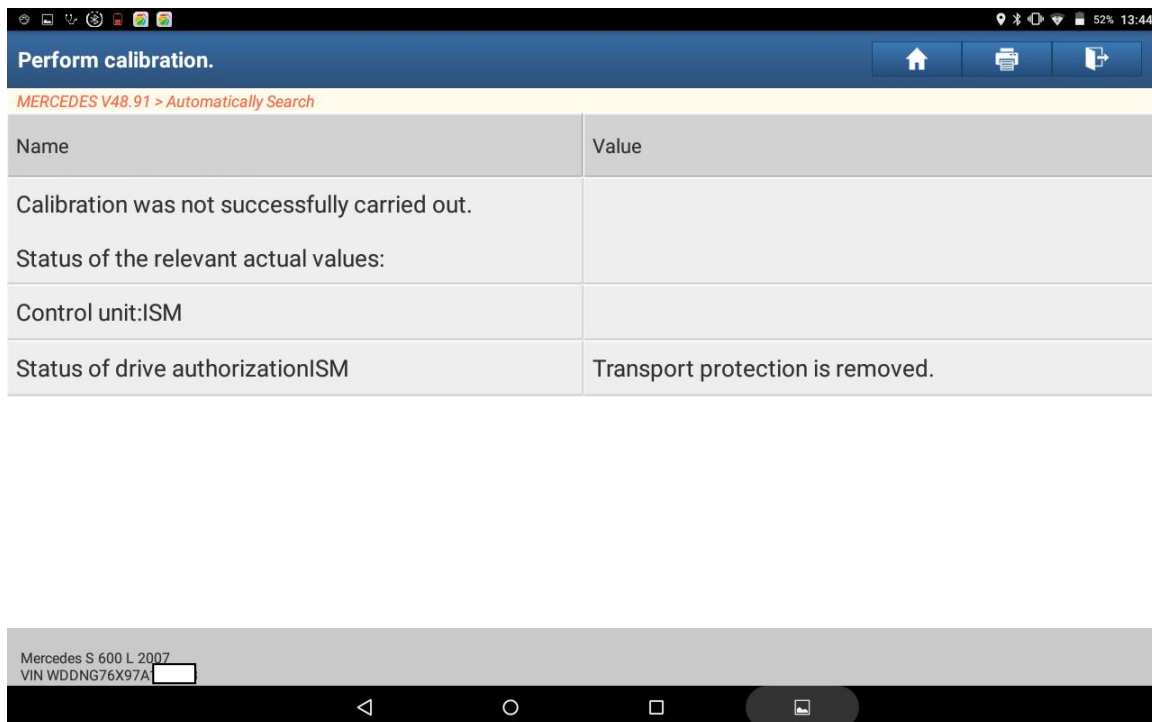 52% 13:44
Perform calibration.
MERCEDES V48.91 > Automatically Search
Name Value
Calibration was not successfully carried out.
Status of the relevant actual values:
Control unit:ISM
Status of drive authorizationISM Transport protection is removed.
Mercedes S 600 L 2007
VIN WDDNG76X97A